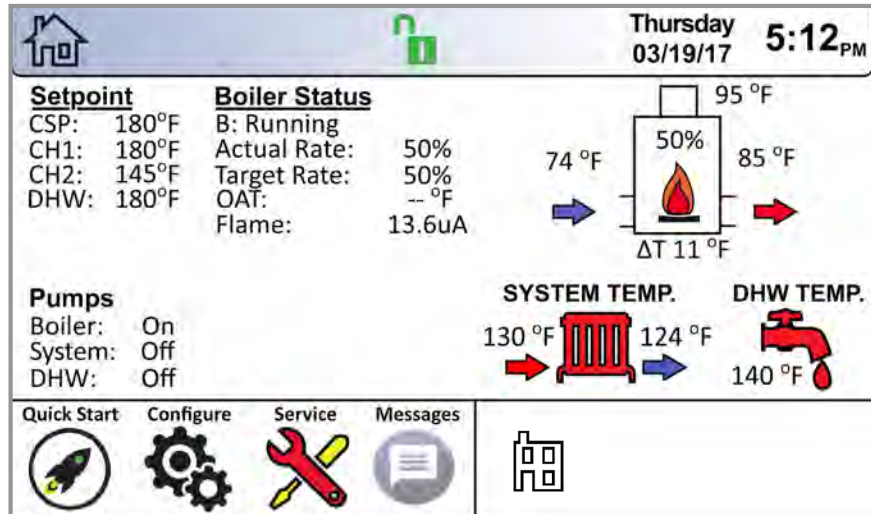 Thursday
03/19/17
5:12PM
Setpoint
CSP: 180°F
CH1: 180°F
CH2: 145°F
DHW: 180°F
Boiler Status
B: Running
Actual Rate: 50%
Target Rate: 50%
OAT: -- °F
Flame: 13.6uA
95 °F
50%
74 °F
85 °F
ΔT 11 °F
Pumps
Boiler: On
System: Off
DHW: Off
SYSTEM TEMP.
130 °F
124 °F
DHW TEMP.
140 °F
Quick Start
Configure
Service
Messages